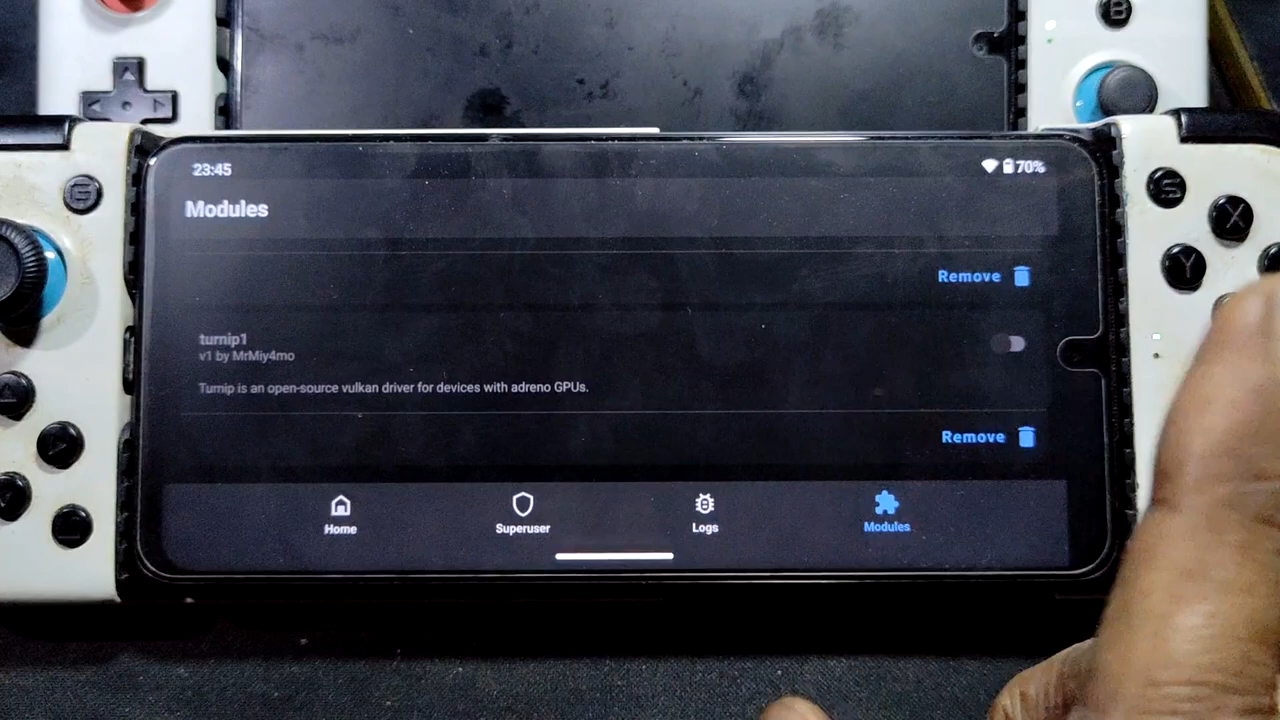 B
23:45
70%
Modules
S
X
Y
Remove
turnip1
v1 by MrMiy4mo
Turnip is an open-source vulkan driver for devices with adreno GPUs.
Remove
Home
Superuser
Logs
Modules